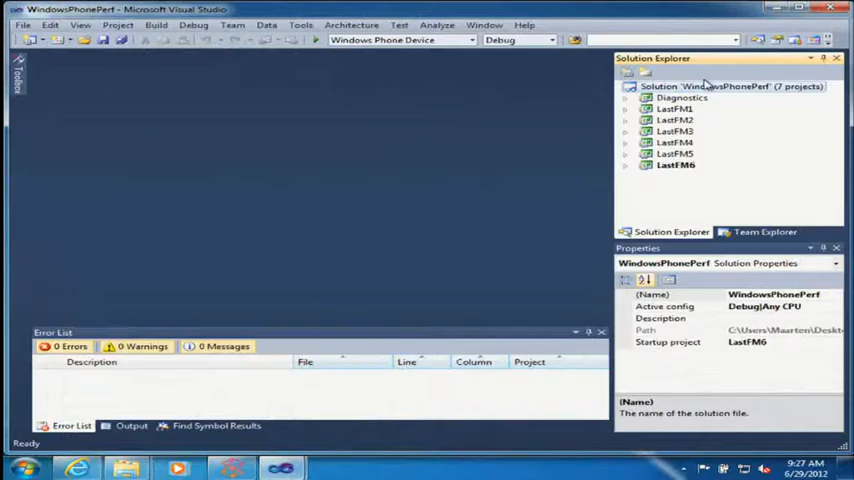 WindowsPhonePerf - Microsoft Visual Studio
File Edit View Project Build Debug Team Data Tools Architecture Test Analyze Window Help
Windows Phone Device Debug
Toolbox
Solution Explorer
Solution 'WindowsPhonePerf' (7 projects)
Diagnostics
LastFM1
LastFM2
LastFM3
LastFM4
LastFM5
LastFM6
Solution Explorer Team Explorer
Properties
WindowsPhonePerf Solution Properties
(Name) WindowsPhonePerf
Active config Debug|Any CPU
Description
Path C:\Users\Maarten\Deskto
Startup project LastFM6
(Name)
The name of the solution file.
Error List
0 Errors 0 Warnings 0 Messages
Description File Line Column Project
Error List Output Find Symbol Results
Ready
9:27 AM
6/29/2012